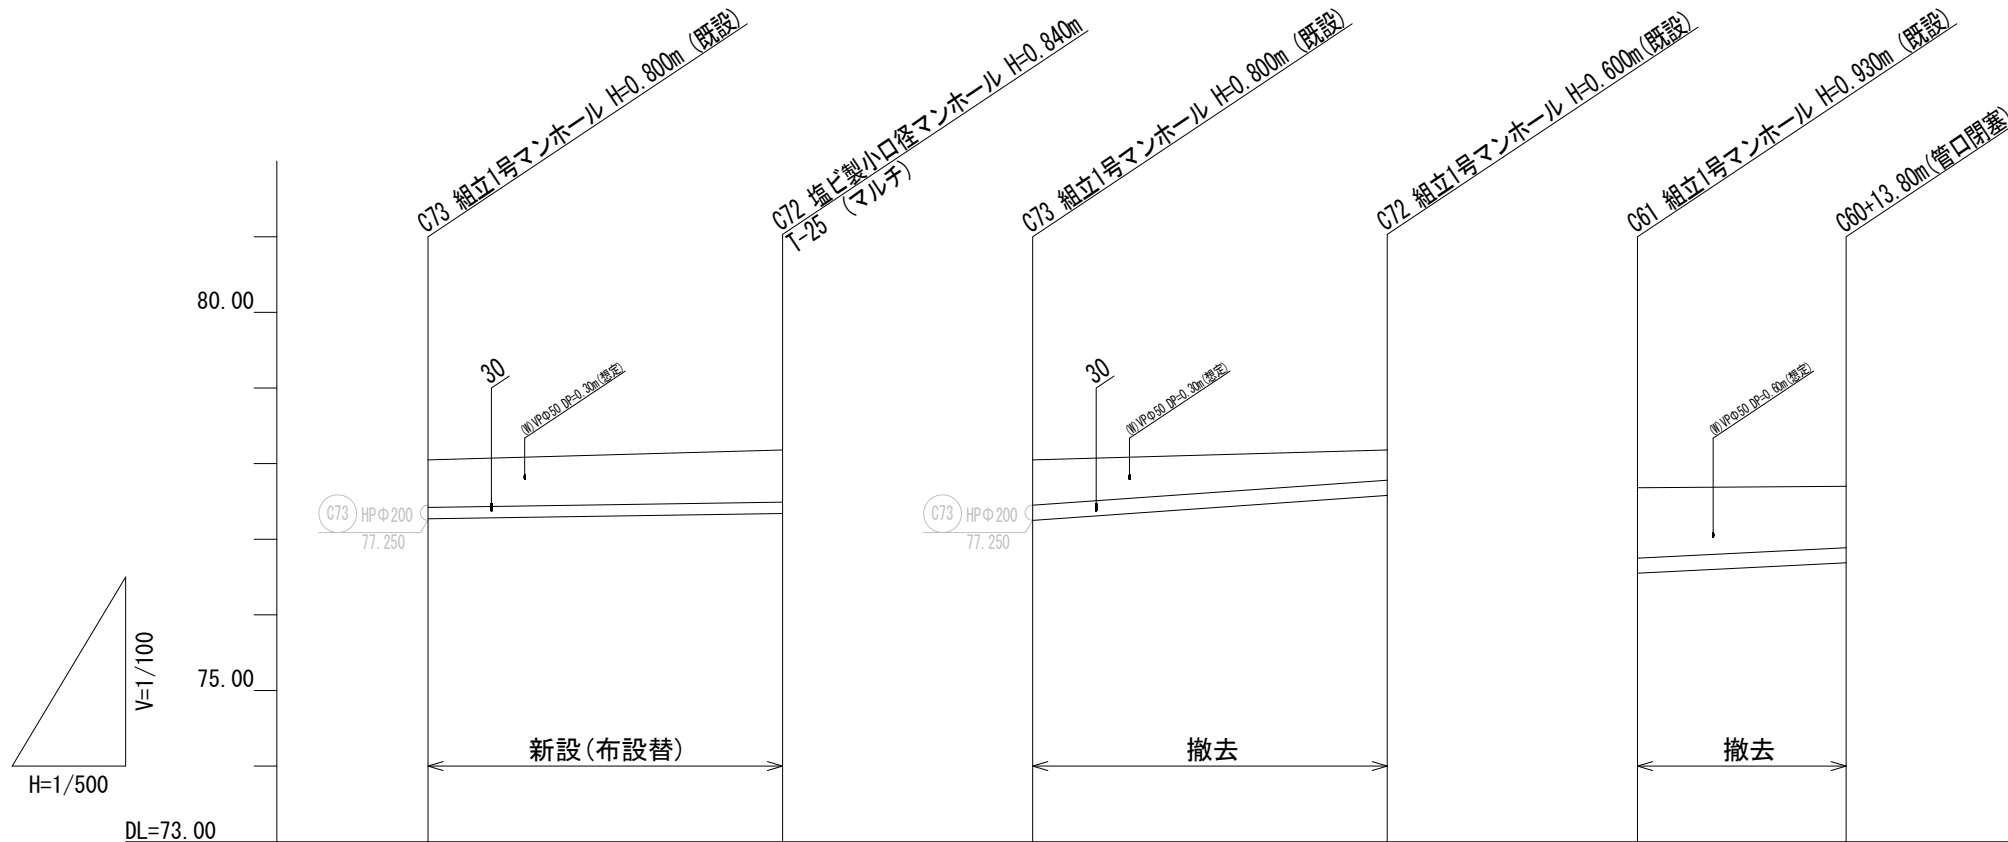 C73 組立1号マンホール H=0.800m (既設)
C72 塩ビ製小口径マンホール H=0.840m
T-25 (マルチ)
C73 組立1号マンホール H=0.800m (既設)
C72 組立1号マンホール H=0.600m(既設)
C61 組立1号マンホール H=0.930m (既設)
C60+13.80m(管口閉塞)
80.00
30
(W)VPΦ50 DP=0.30m(想定)
30
(W)VPΦ50 DP=0.30m(想定)
(W)VPΦ50 DP=0.60m(想定)
C73 HPΦ200
77.250
C73 HPΦ200
77.250
V=1/100
75.00
新設(布設替)
撤去
撤去
H=1/500
DL=73.00